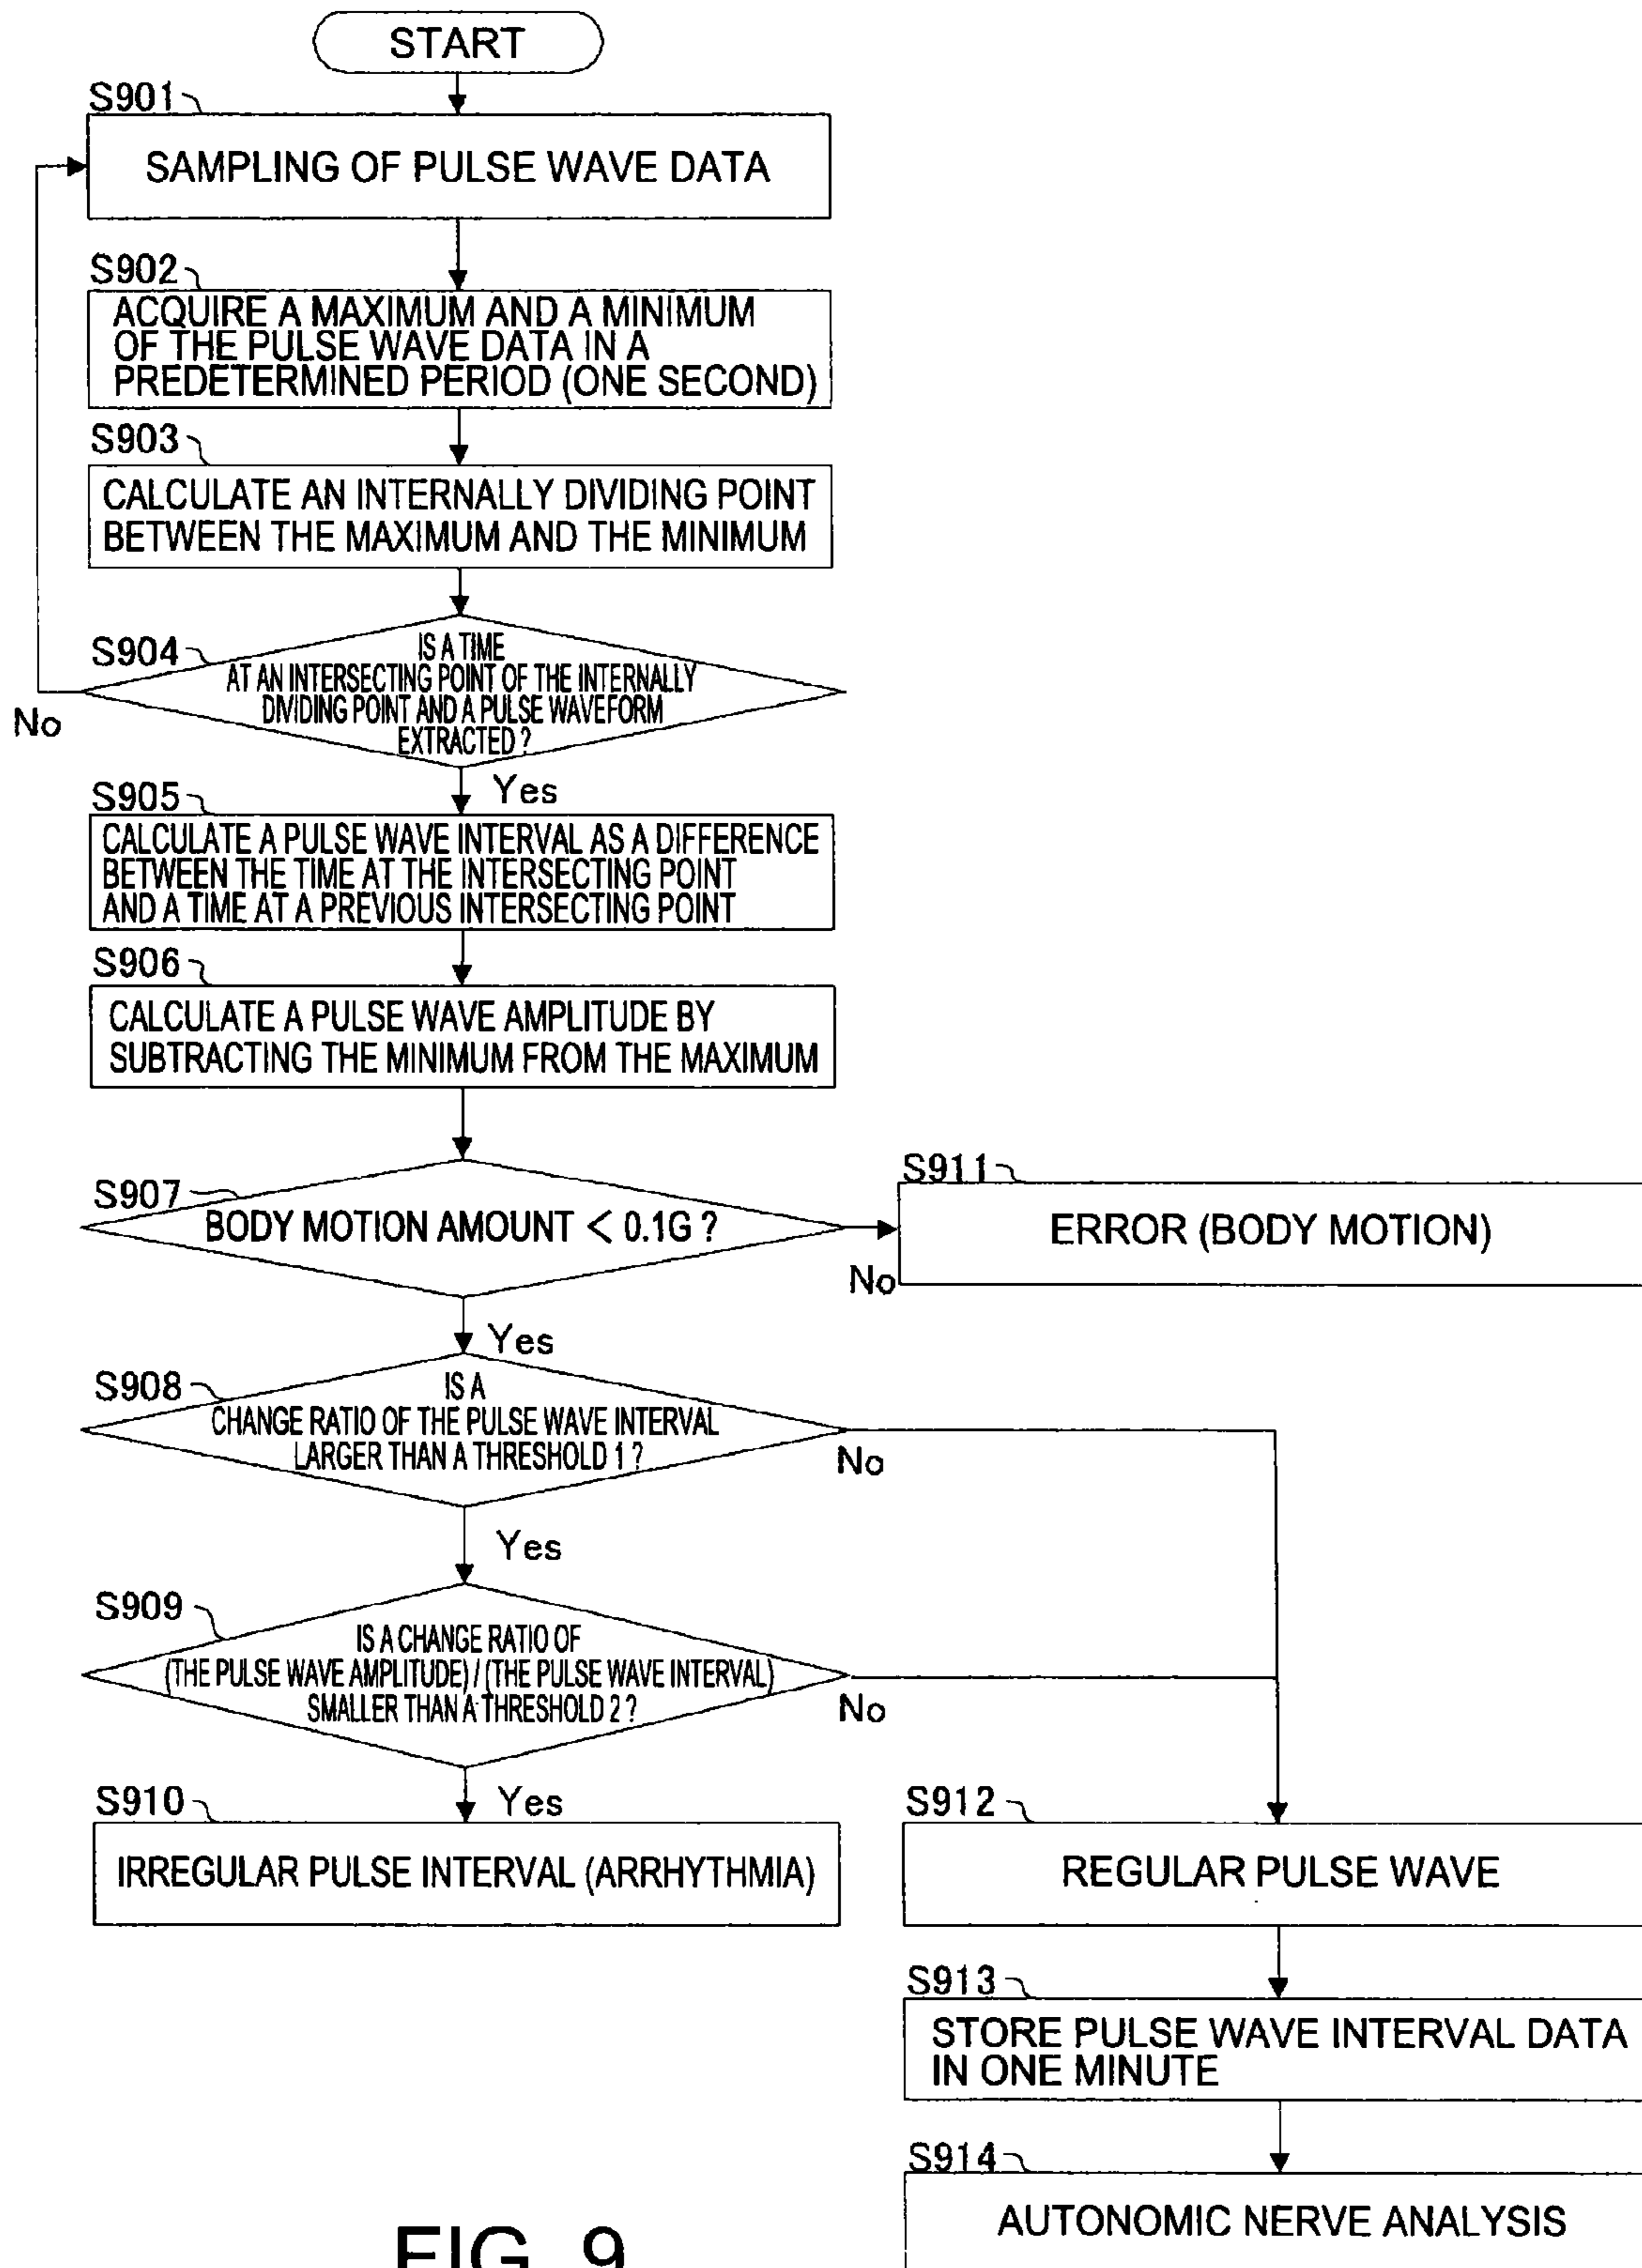 START
S901
SAMPLING OF PULSE WAVE DATA
S902
ACQUIRE A MAXIMUM AND A MINIMUM
OF THE PULSE WAVE DATA IN A
PREDETERMINED PERIOD (ONE SECOND)
S903
CALCULATE AN INTERNALLY DIVIDING POINT
BETWEEN THE MAXIMUM AND THE MINIMUM
S904
IS A TIME
AT AN INTERSECTING POINT OF THE INTERNALLY
DIVIDING POINT AND A PULSE WAVEFORM
EXTRACTED ?
No
Yes
S905
CALCULATE A PULSE WAVE INTERVAL AS A DIFFERENCE
BETWEEN THE TIME AT THE INTERSECTING POINT
AND A TIME AT A PREVIOUS INTERSECTING POINT
S906
CALCULATE A PULSE WAVE AMPLITUDE BY
SUBTRACTING THE MINIMUM FROM THE MAXIMUM
S907
BODY MOTION AMOUNT < 0.1G ?
No
S911
ERROR (BODY MOTION)
Yes
S908
IS A
CHANGE RATIO OF THE PULSE WAVE INTERVAL
LARGER THAN A THRESHOLD 1 ?
No
Yes
S909
IS A CHANGE RATIO OF
(THE PULSE WAVE AMPLITUDE) / (THE PULSE WAVE INTERVAL)
SMALLER THAN A THRESHOLD 2 ?
No
Yes
S910
IRREGULAR PULSE INTERVAL (ARRHYTHMIA)
S912
REGULAR PULSE WAVE
S913
STORE PULSE WAVE INTERVAL DATA
IN ONE MINUTE
S914
AUTONOMIC NERVE ANALYSIS
FIG. 9